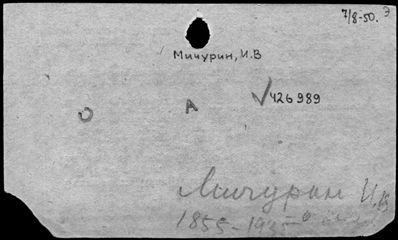 7/8-50. Э
Мичурин, И.В
О А √426989
Мичурин И.В
1855-1935